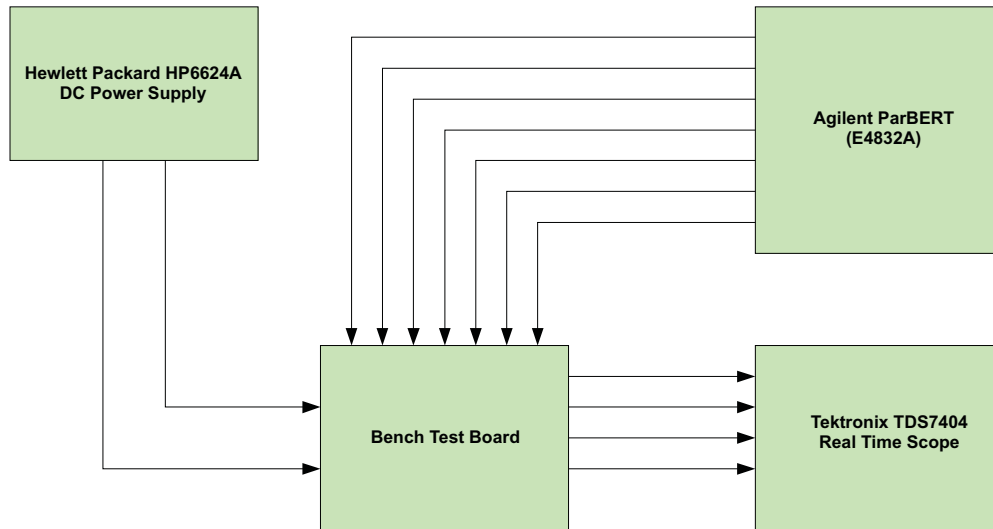 Hewlett Packard HP6624A
DC Power Supply
Agilent ParBERT
(E4832A)
Bench Test Board
Tektronix TDS7404
Real Time Scope